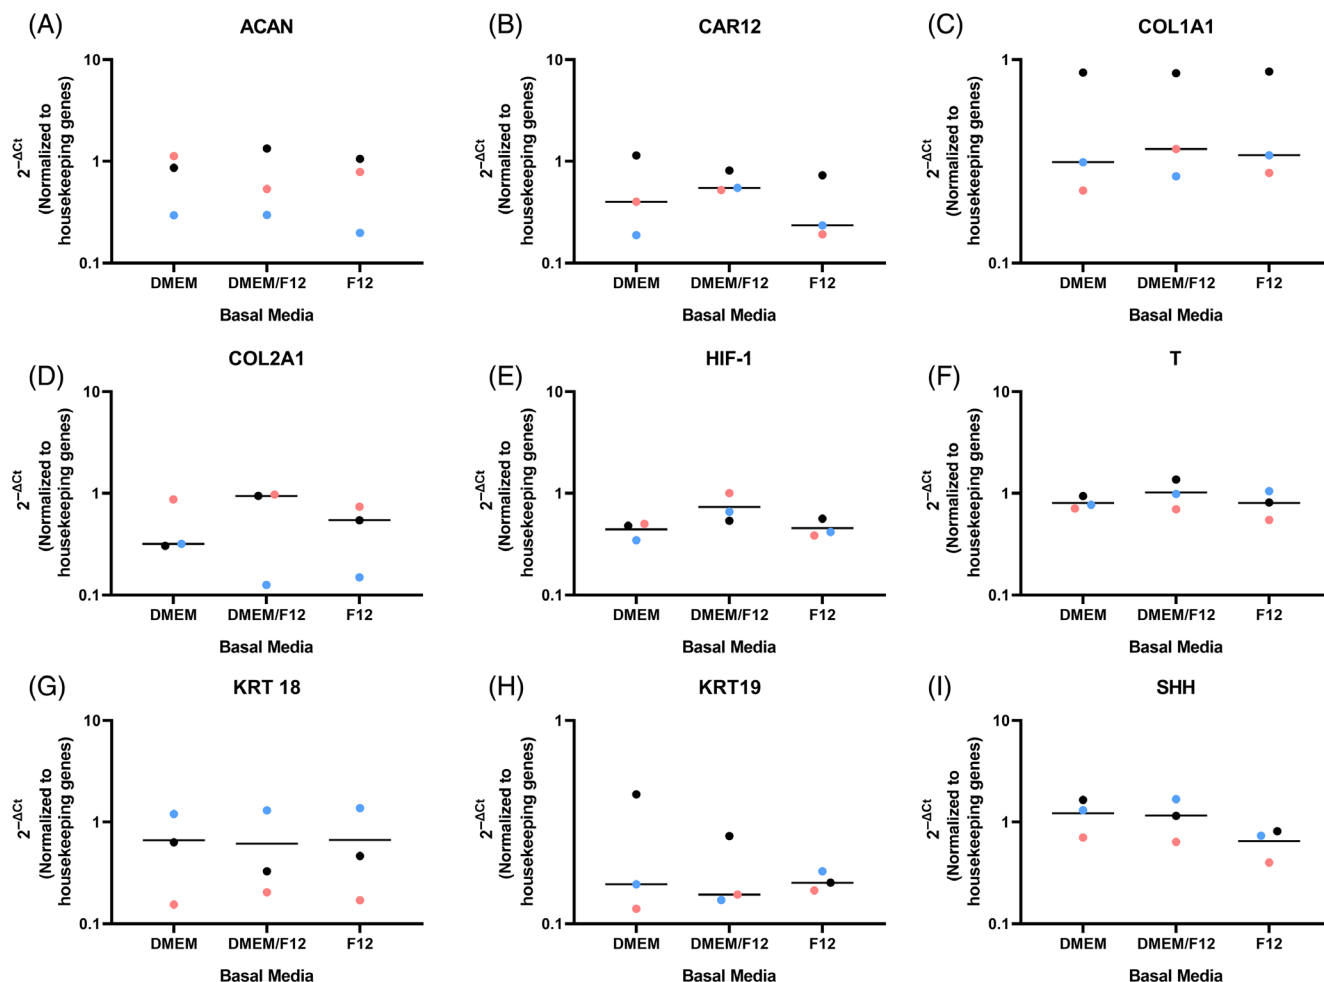 (A)
ACAN
2−ΔCt
(Normalized to
housekeeping genes)
10
1
0.1
DMEM
DMEM/F12
F12
Basal Media
(B)
CAR12
2−ΔCt
(Normalized to
housekeeping genes)
10
1
0.1
DMEM
DMEM/F12
F12
Basal Media
(C)
COL1A1
2−ΔCt
(Normalized to
housekeeping genes)
1
0.1
DMEM
DMEM/F12
F12
Basal Media
(D)
COL2A1
2−ΔCt
(Normalized to
housekeeping genes)
10
1
0.1
DMEM
DMEM/F12
F12
Basal Media
(E)
HIF-1
2−ΔCt
(Normalized to
housekeeping genes)
10
1
0.1
DMEM
DMEM/F12
F12
Basal Media
(F)
T
2−ΔCt
(Normalized to
housekeeping genes)
10
1
0.1
DMEM
DMEM/F12
F12
Basal Media
(G)
KRT 18
2−ΔCt
(Normalized to
housekeeping genes)
10
1
0.1
DMEM
DMEM/F12
F12
Basal Media
(H)
KRT19
2−ΔCt
(Normalized to
housekeeping genes)
1
0.1
DMEM
DMEM/F12
F12
Basal Media
(I)
SHH
2−ΔCt
(Normalized to
housekeeping genes)
10
1
0.1
DMEM
DMEM/F12
F12
Basal Media